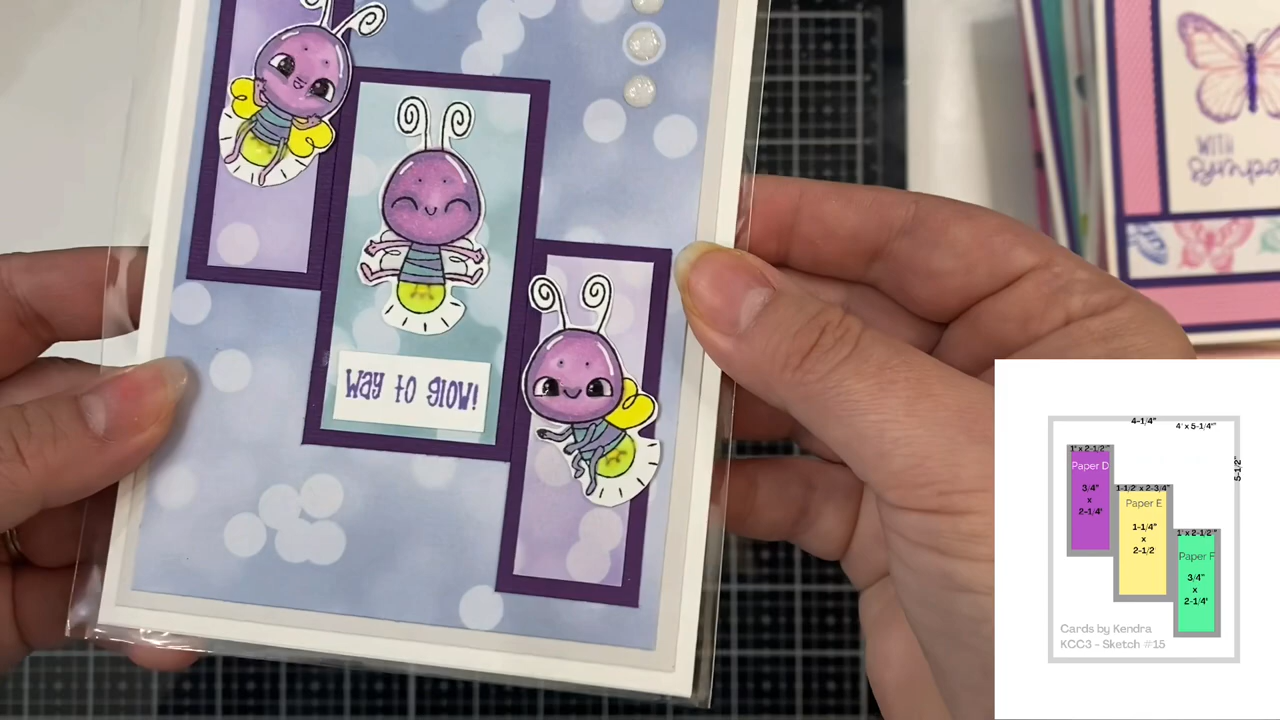 WITH
Sympa
Way to glow!
4-1/4"
4' x 5-1/4"'
5-1/2"
1' x 2-1/2"
Paper D
3/4"
x
2-1/4'
1-1/2 x 2-3/4"
Paper E
1-1/4"
x
2-1/2
1' x 2-1/2"
Paper F
3/4"
x
2-1/4'
Cards by Kendra
KCC3 - Sketch #15